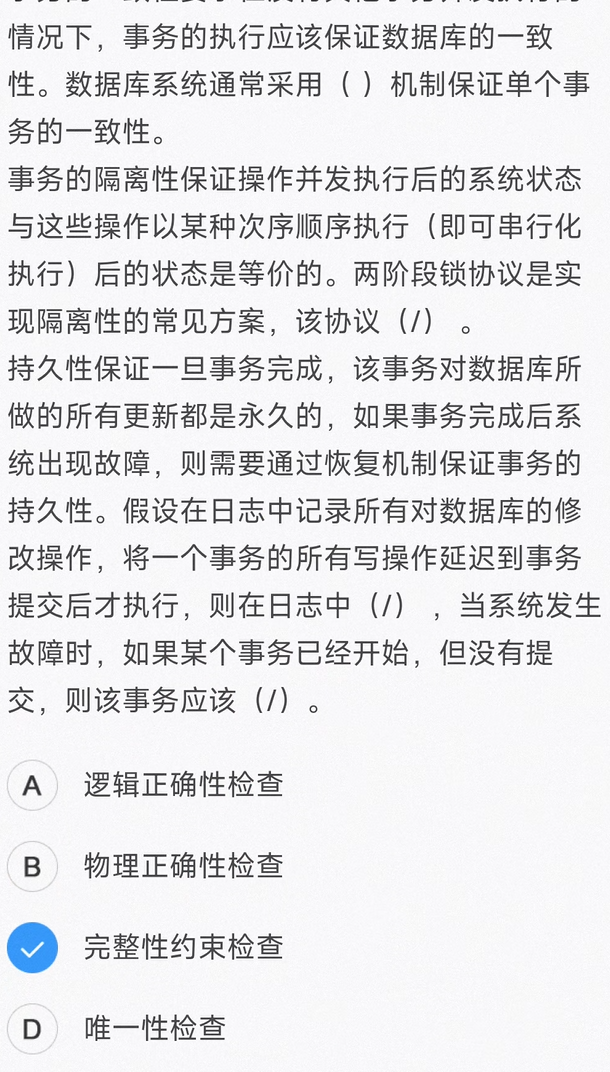 情况下，事务的执行应该保证数据库的一致
性。数据库系统通常采用（ ）机制保证单个事
务的一致性。
事务的隔离性保证操作并发执行后的系统状态
与这些操作以某种次序顺序执行（即可串行化
执行）后的状态是等价的。两阶段锁协议是实
现隔离性的常见方案，该协议（/） 。
持久性保证一旦事务完成，该事务对数据库所
做的所有更新都是永久的，如果事务完成后系
统出现故障，则需要通过恢复机制保证事务的
持久性。假设在日志中记录所有对数据库的修
改操作，将一个事务的所有写操作延迟到事务
提交后才执行，则在日志中（/） ，当系统发生
故障时，如果某个事务已经开始，但没有提
交，则该事务应该（/）。
A 逻辑正确性检查
B 物理正确性检查
完整性约束检查
D 唯一性检查